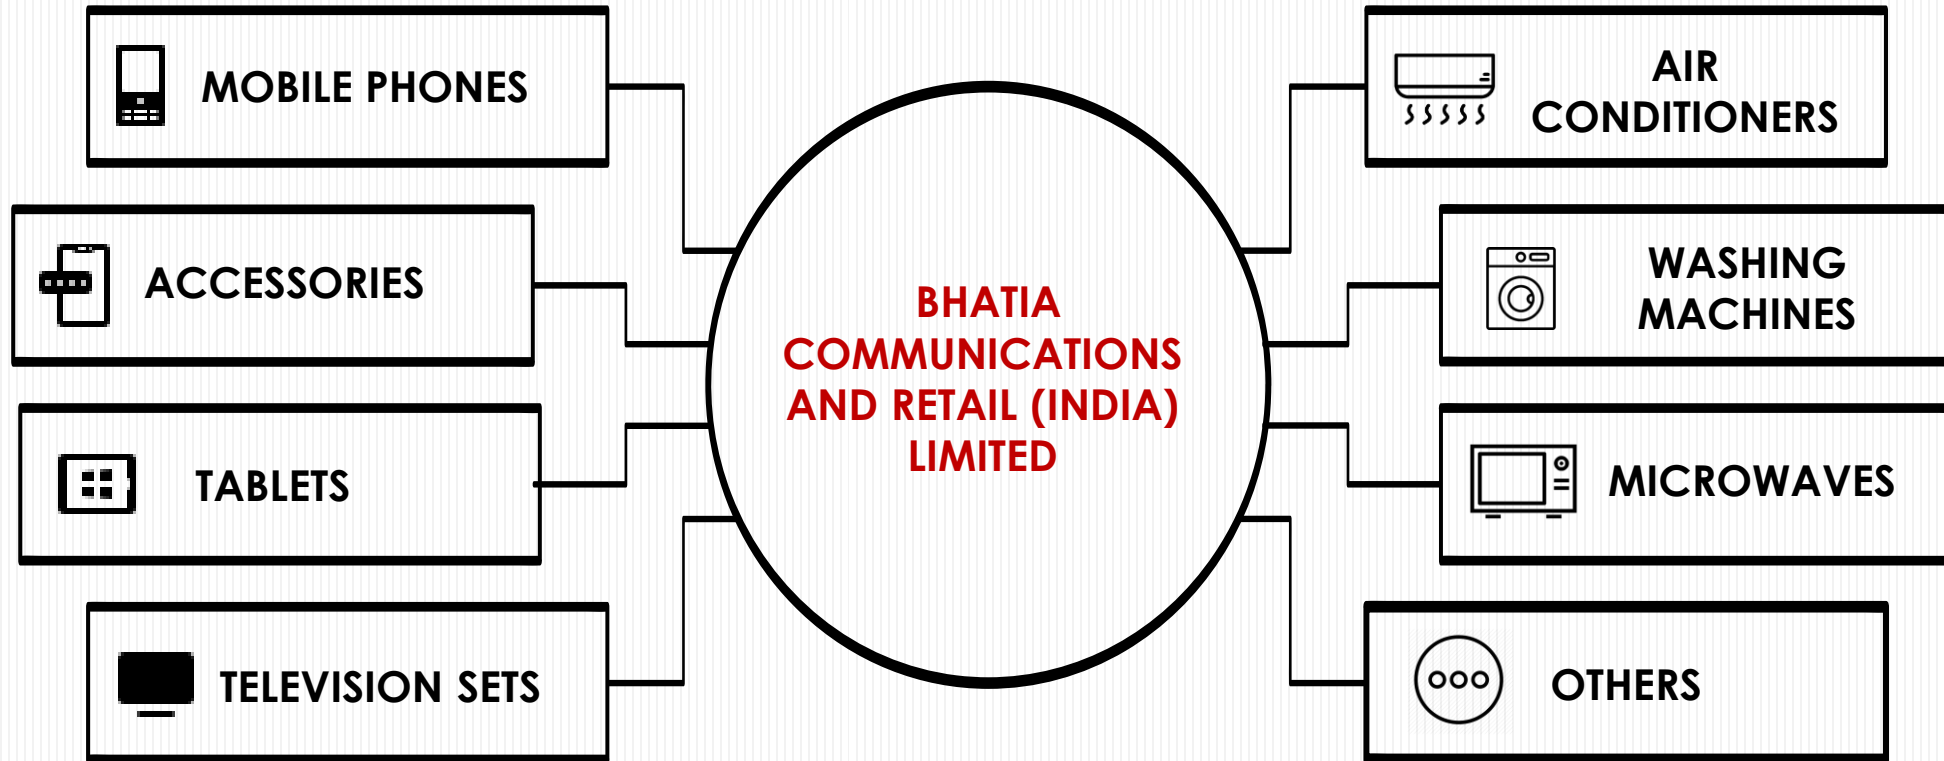 MOBILE PHONES
ACCESSORIES
TABLETS
TELEVISION SETS
BHATIA
COMMUNICATIONS
AND RETAIL (INDIA)
LIMITED
AIR
CONDITIONERS
WASHING
MACHINES
MICROWAVES
OTHERS